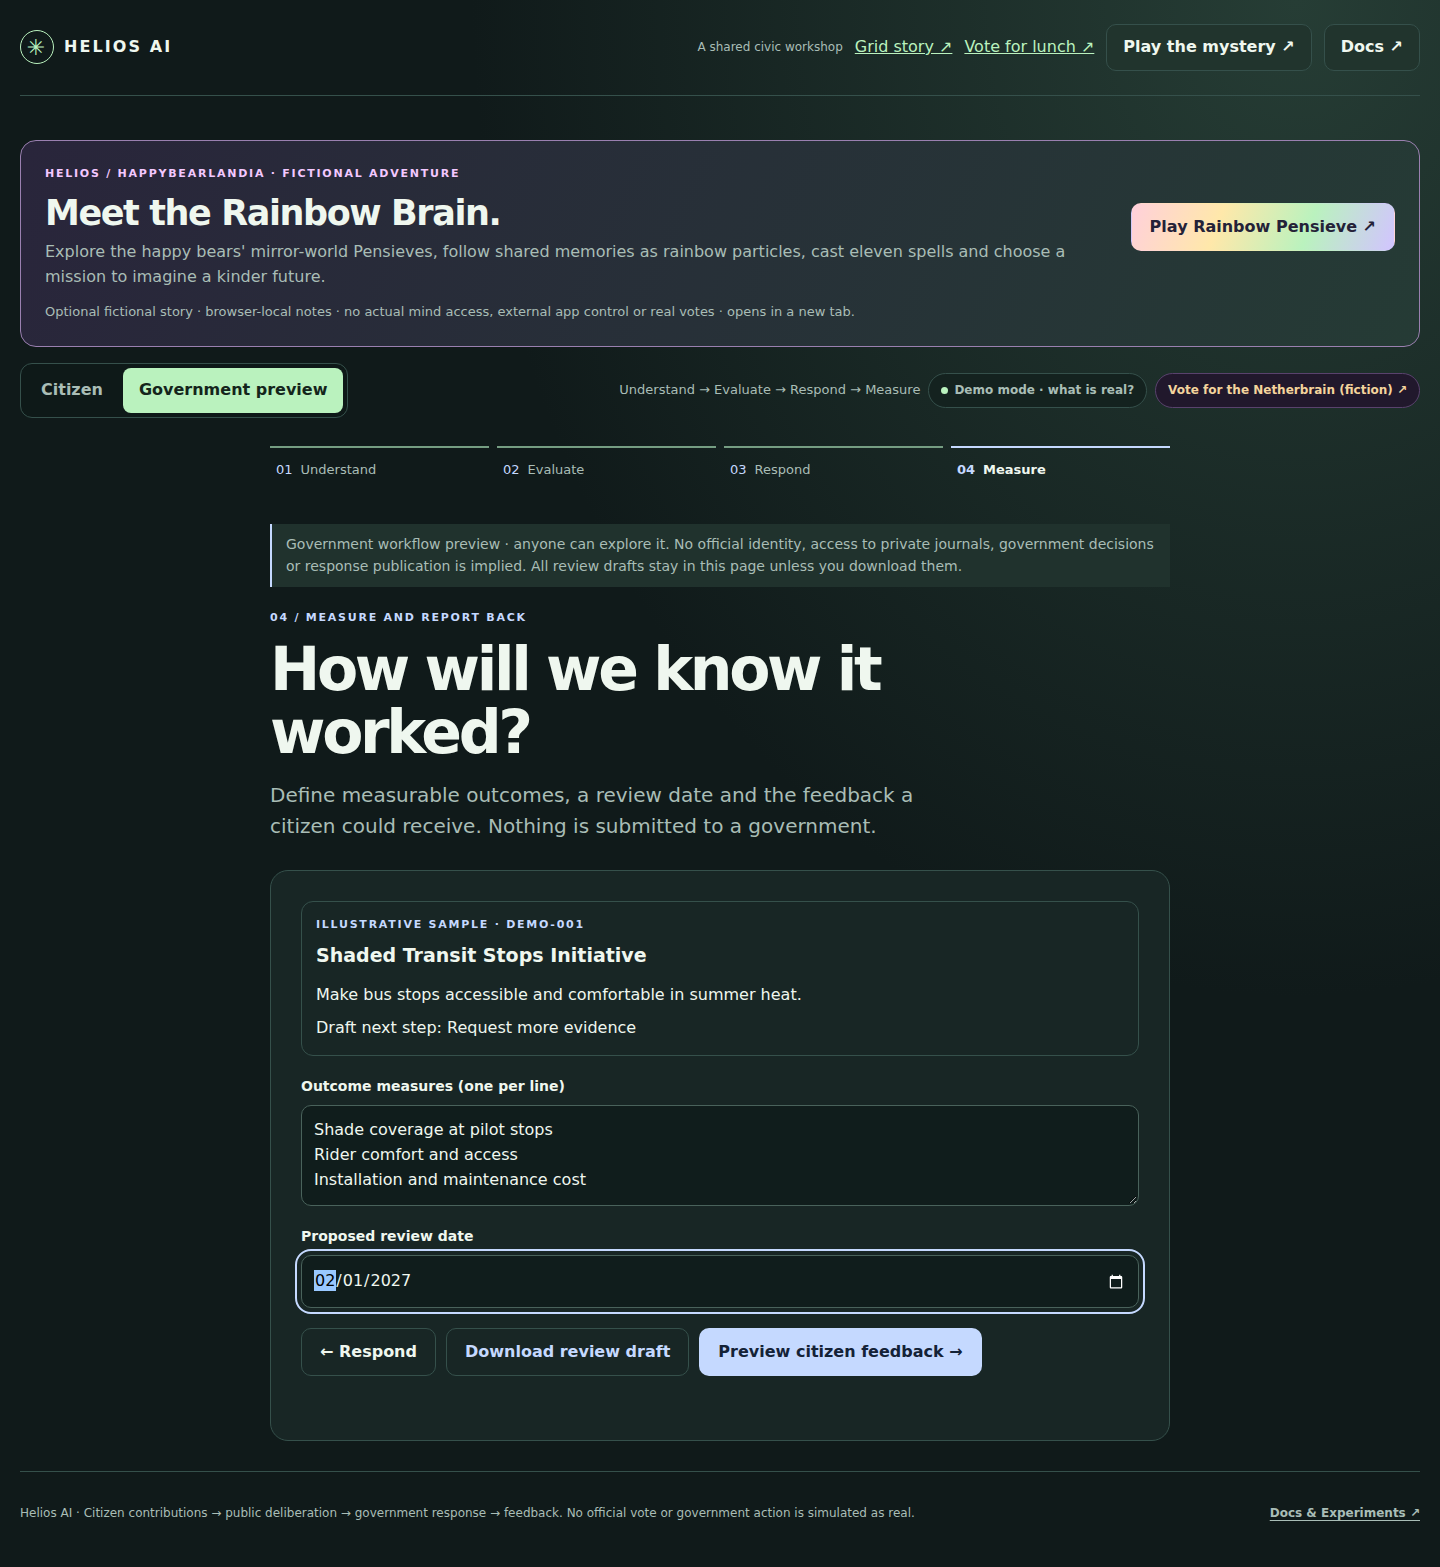 HELIOS AI
A shared civic workshop Grid story ↗ Vote for lunch ↗ Play the mystery ↗ Docs ↗
HELIOS / HAPPYBEARLANDIA · FICTIONAL ADVENTURE
Meet the Rainbow Brain.
Explore the happy bears' mirror-world Pensieves, follow shared memories as rainbow particles, cast eleven spells and choose a
mission to imagine a kinder future.
Optional fictional story · browser-local notes · no actual mind access, external app control or real votes · opens in a new tab.
Play Rainbow Pensieve ↗
Citizen Government preview
Understand → Evaluate → Respond → Measure Demo mode · what is real? Vote for the Netherbrain (fiction) ↗
01 Understand 02 Evaluate 03 Respond 04 Measure
Government workflow preview · anyone can explore it. No official identity, access to private journals, government decisions
or response publication is implied. All review drafts stay in this page unless you download them.
04 / MEASURE AND REPORT BACK
How will we know it
worked?
Define measurable outcomes, a review date and the feedback a
citizen could receive. Nothing is submitted to a government.
ILLUSTRATIVE SAMPLE · DEMO-001
Shaded Transit Stops Initiative
Make bus stops accessible and comfortable in summer heat.
Draft next step: Request more evidence
Outcome measures (one per line)
Shade coverage at pilot stops
Rider comfort and access
Installation and maintenance cost
Proposed review date
02/01/2027
← Respond Download review draft Preview citizen feedback →
Helios AI · Citizen contributions → public deliberation → government response → feedback. No official vote or government action is simulated as real.
Docs & Experiments ↗